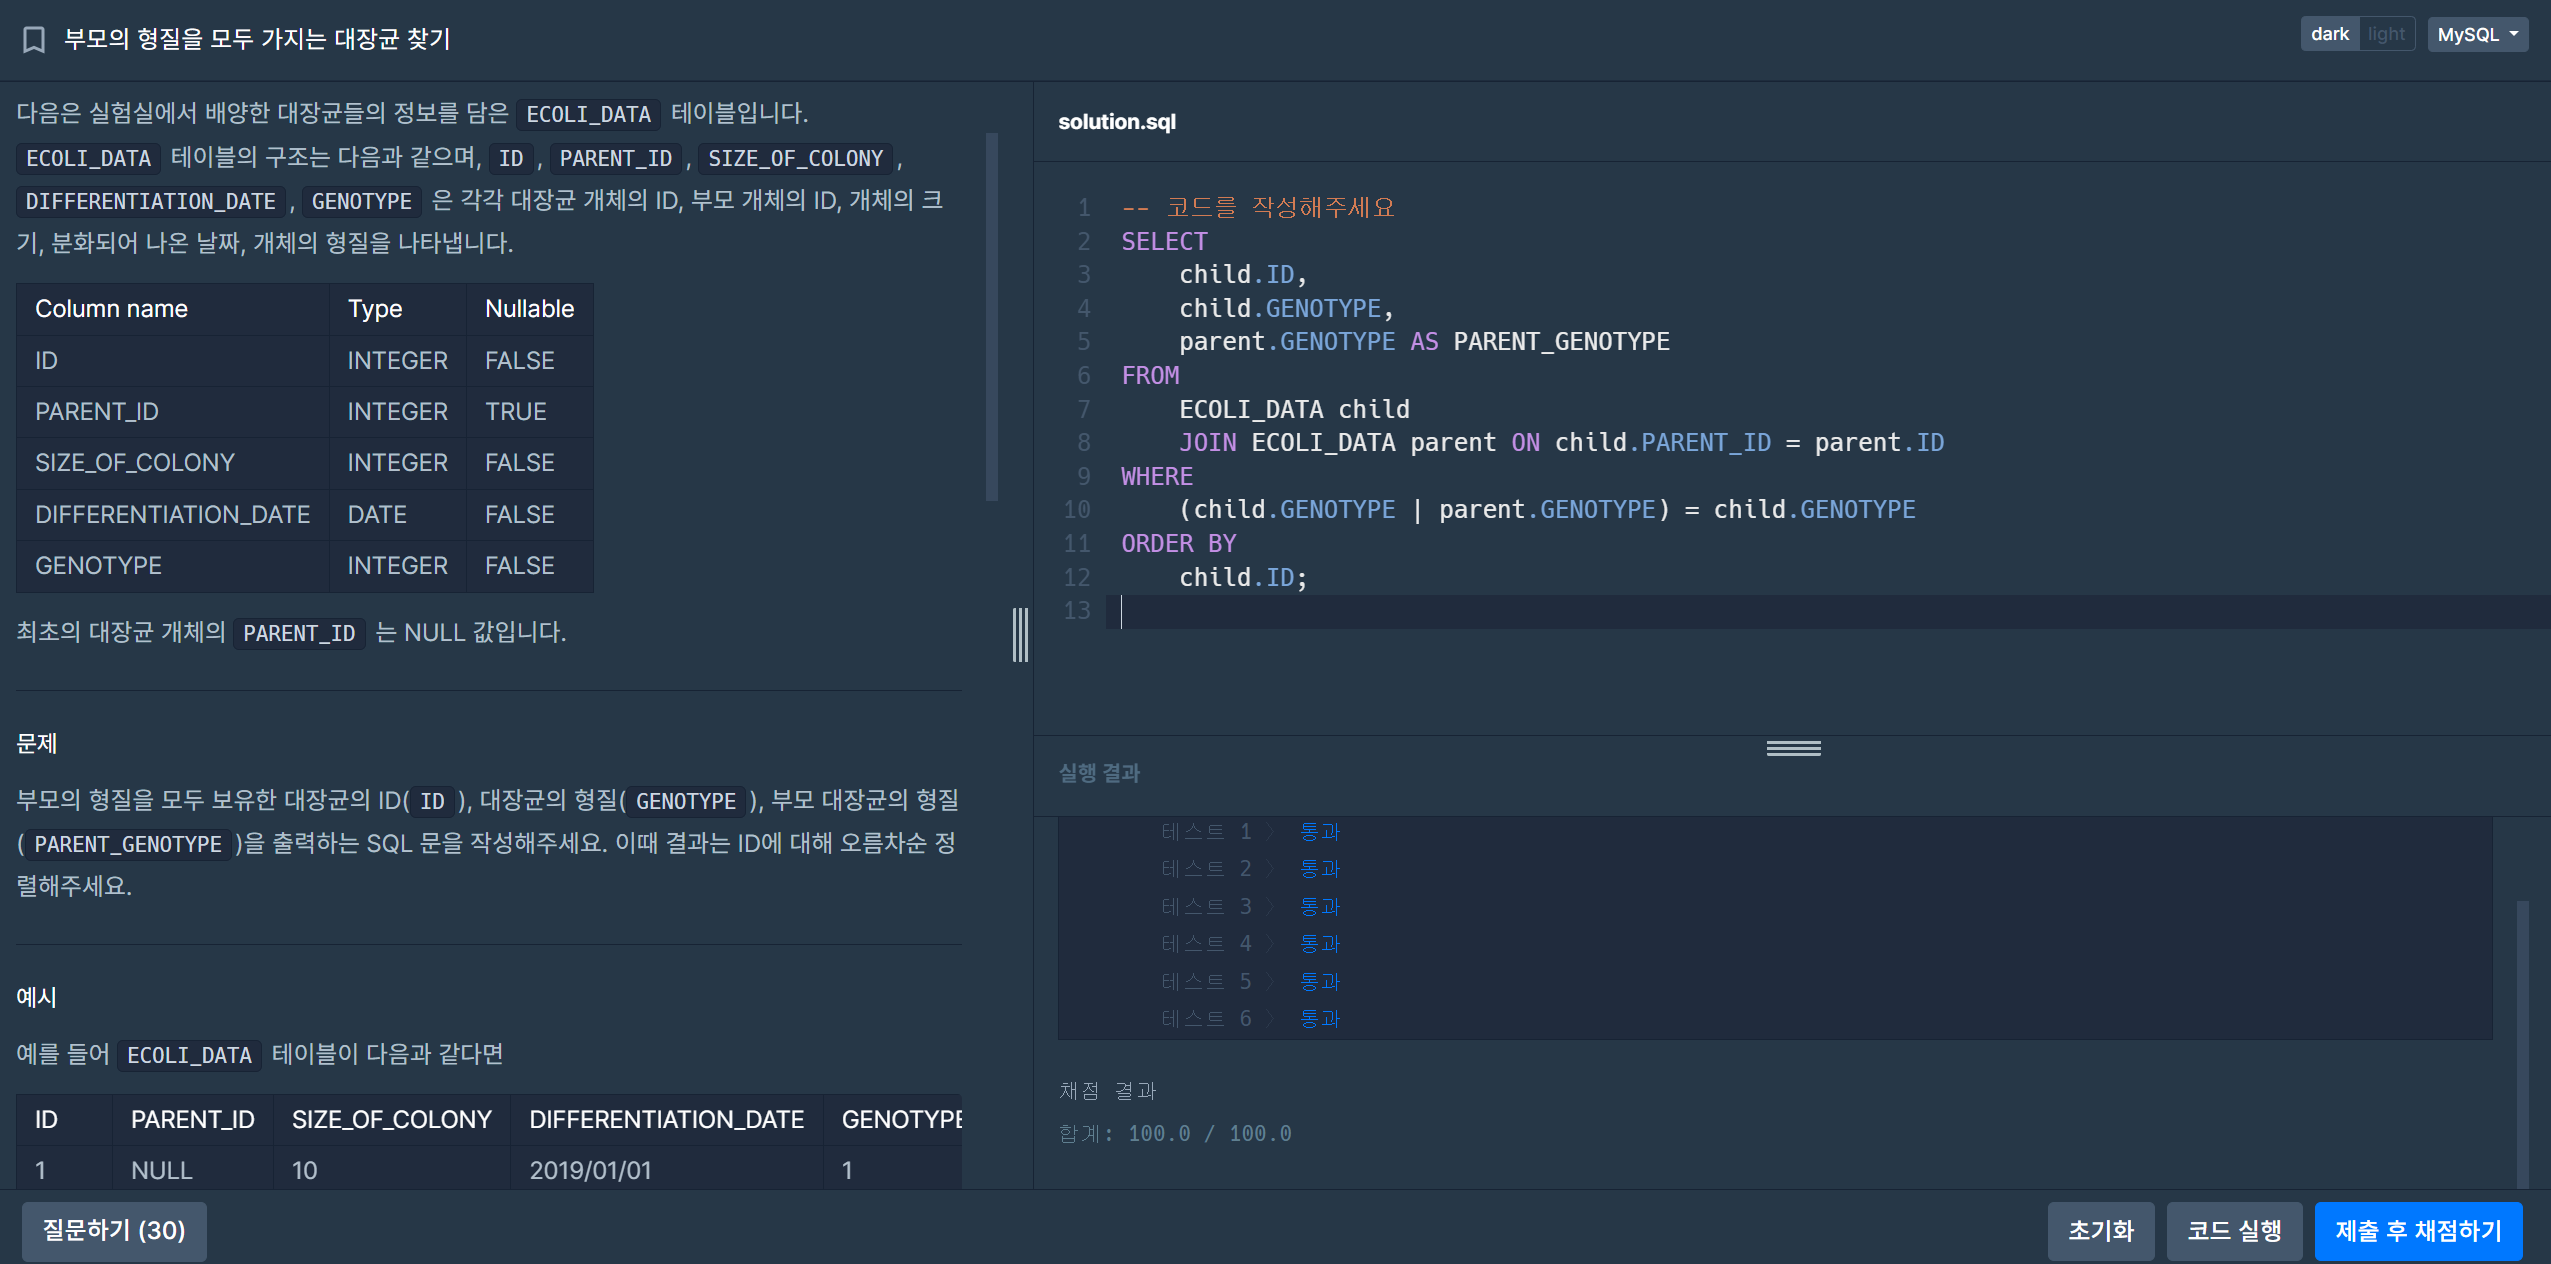 부모의 형질을 모두 가지는 대장균 찾기
dark light MySQL
다음은 실험실에서 배양한 대장균들의 정보를 담은 ECOLI_DATA 테이블입니다.
ECOLI_DATA 테이블의 구조는 다음과 같으며, ID, PARENT_ID, SIZE_OF_COLONY,
DIFFERENTIATION_DATE, GENOTYPE 은 각각 대장균 개체의 ID, 부모 개체의 ID, 개체의 크
기, 분화되어 나온 날짜, 개체의 형질을 나타냅니다.
Column name Type Nullable
ID INTEGER FALSE
PARENT_ID INTEGER TRUE
SIZE_OF_COLONY INTEGER FALSE
DIFFERENTIATION_DATE DATE FALSE
GENOTYPE INTEGER FALSE
최초의 대장균 개체의 PARENT_ID 는 NULL 값입니다.
문제
부모의 형질을 모두 보유한 대장균의 ID( ID ), 대장균의 형질( GENOTYPE ), 부모 대장균의 형질
( PARENT_GENOTYPE )을 출력하는 SQL 문을 작성해주세요. 이때 결과는 ID에 대해 오름차순 정
렬해주세요.
예시
예를 들어 ECOLI_DATA 테이블이 다음과 같다면
ID PARENT_ID SIZE_OF_COLONY DIFFERENTIATION_DATE GENOTYPE
1 NULL 10 2019/01/01 1
solution.sql
1 -- 코드를 작성해주세요
2 SELECT
3 child.ID,
4 child.GENOTYPE,
5 parent.GENOTYPE AS PARENT_GENOTYPE
6 FROM
7 ECOLI_DATA child
8 JOIN ECOLI_DATA parent ON child.PARENT_ID = parent.ID
9 WHERE
10 (child.GENOTYPE | parent.GENOTYPE) = child.GENOTYPE
11 ORDER BY
12 child.ID;
13
실행 결과
테스트 1 〉 통과
테스트 2 〉 통과
테스트 3 〉 통과
테스트 4 〉 통과
테스트 5 〉 통과
테스트 6 〉 통과
채점 결과
합계: 100.0 / 100.0
질문하기 (30) 초기화 코드 실행 제출 후 채점하기